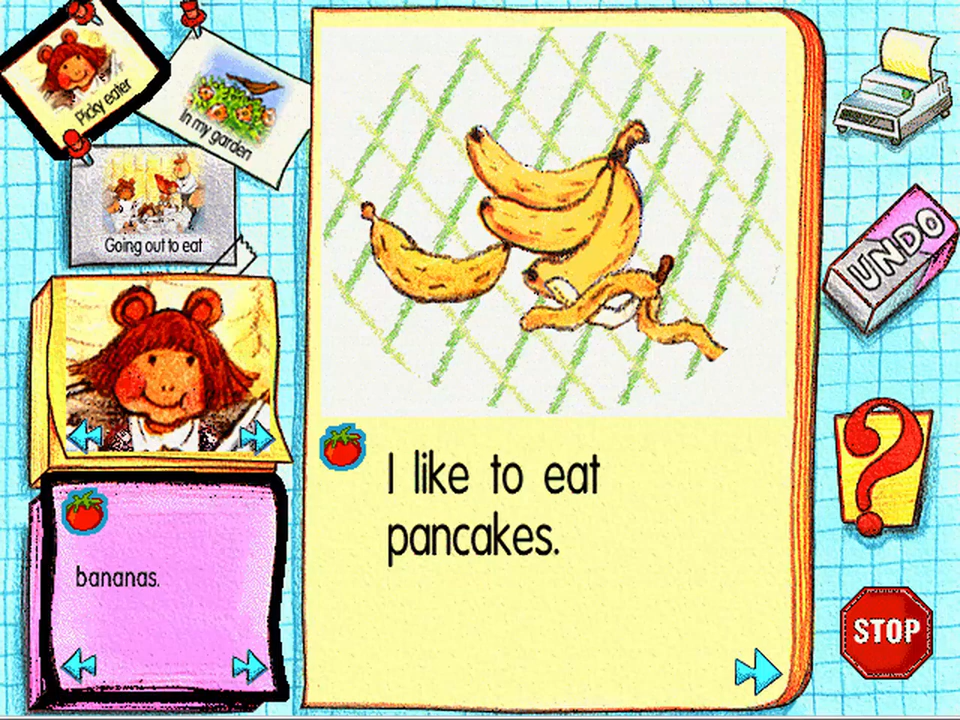 Picky eater
In my garden
Going out to eat
bananas.
I like to eat
pancakes.
UNDO
STOP